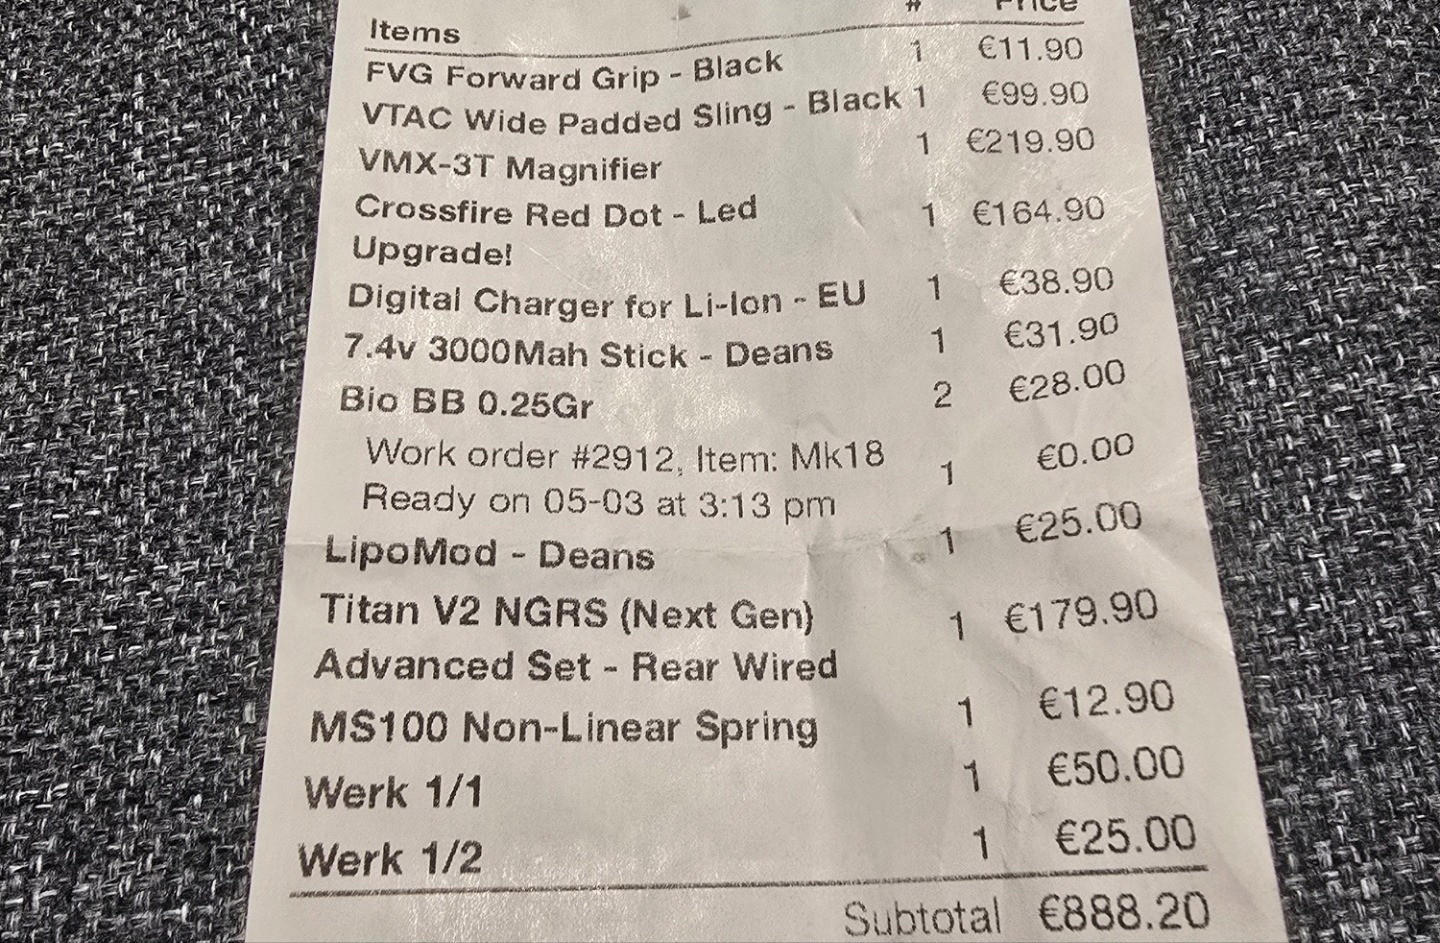 Items # Price
FVG Forward Grip - Black 1 €11.90
VTAC Wide Padded Sling - Black 1 €99.90
VMX-3T Magnifier 1 €219.90
Crossfire Red Dot - Led 1 €164.90
Upgrade!
Digital Charger for Li-Ion - EU 1 €38.90
7.4v 3000Mah Stick - Deans 1 €31.90
Bio BB 0.25Gr 2 €28.00
Work order #2912, Item: Mk18 1 €0.00
Ready on 05-03 at 3:13 pm
LipoMod - Deans 1 €25.00
Titan V2 NGRS (Next Gen) 1 €179.90
Advanced Set - Rear Wired
MS100 Non-Linear Spring 1 €12.90
Werk 1/1 1 €50.00
Werk 1/2 1 €25.00
Subtotal €888.20